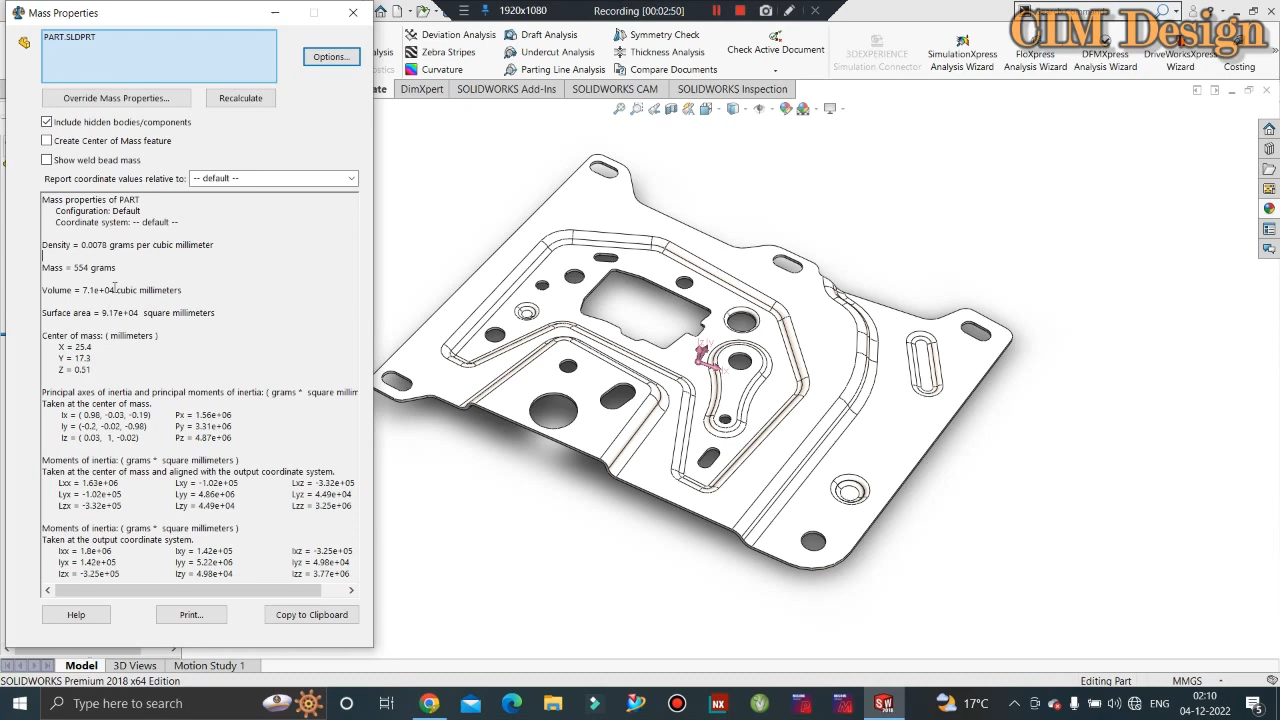 Mass Properties
1920x1080
Recording [00:02:50]
CIM Design
PART.SLDPRT
Options...
Override Mass Properties...
Recalculate
Include hidden bodies/components
Create Center of Mass feature
Show weld bead mass
Report coordinate values relative to:
-- default --
Deviation Analysis
Draft Analysis
Symmetry Check
Zebra Stripes
Undercut Analysis
Thickness Analysis
Curvature
Parting Line Analysis
Compare Documents
Check Active Document
3DEXPERIENCE
Simulation Connector
SimulationXpress
Analysis Wizard
FloXpress
Analysis Wizard
DFMXpress
Analysis Wizard
DriveWorksXpress
Wizard
Costing
DimXpert
SOLIDWORKS Add-Ins
SOLIDWORKS CAM
SOLIDWORKS Inspection
Mass properties of PART
Configuration: Default
Coordinate system: -- default --
Density = 0.0078 grams per cubic millimeter
Mass = 554 grams
Volume = 7.1e+04 cubic millimeters
Surface area = 9.17e+04 square millimeters
Center of mass: ( millimeters )
X = 25.4
Y = 17.3
Z = 0.51
Principal axes of inertia and principal moments of inertia: ( grams * square millim
Taken at the center of mass.
Ix = ( 0.98, -0.03, -0.19) Px = 1.56e+06
Iy = (-0.2, -0.02, -0.98) Py = 3.31e+06
Iz = ( 0.03, 1, -0.02) Pz = 4.87e+06
Moments of inertia: ( grams * square millimeters )
Taken at the center of mass and aligned with the output coordinate system.
Lxx = 1.63e+06 Lxy = -1.02e+05 Lxz = -3.32e+05
Lyx = -1.02e+05 Lyy = 4.86e+06 Lyz = 4.49e+04
Lzx = -3.32e+05 Lzy = 4.49e+04 Lzz = 3.25e+06
Moments of inertia: ( grams * square millimeters )
Taken at the output coordinate system.
Ixx = 1.8e+06 Ixy = 1.42e+05 Ixz = -3.25e+05
Iyx = 1.42e+05 Iyy = 5.22e+06 Iyz = 4.98e+04
Izx = -3.25e+05 Izy = 4.98e+04 Izz = 3.77e+06
Help
Print...
Copy to Clipboard
Model
3D Views
Motion Study 1
SOLIDWORKS Premium 2018 x64 Edition
Editing Part
MMGS
Type here to search
17°C
ENG
02:10
04-12-2022
5